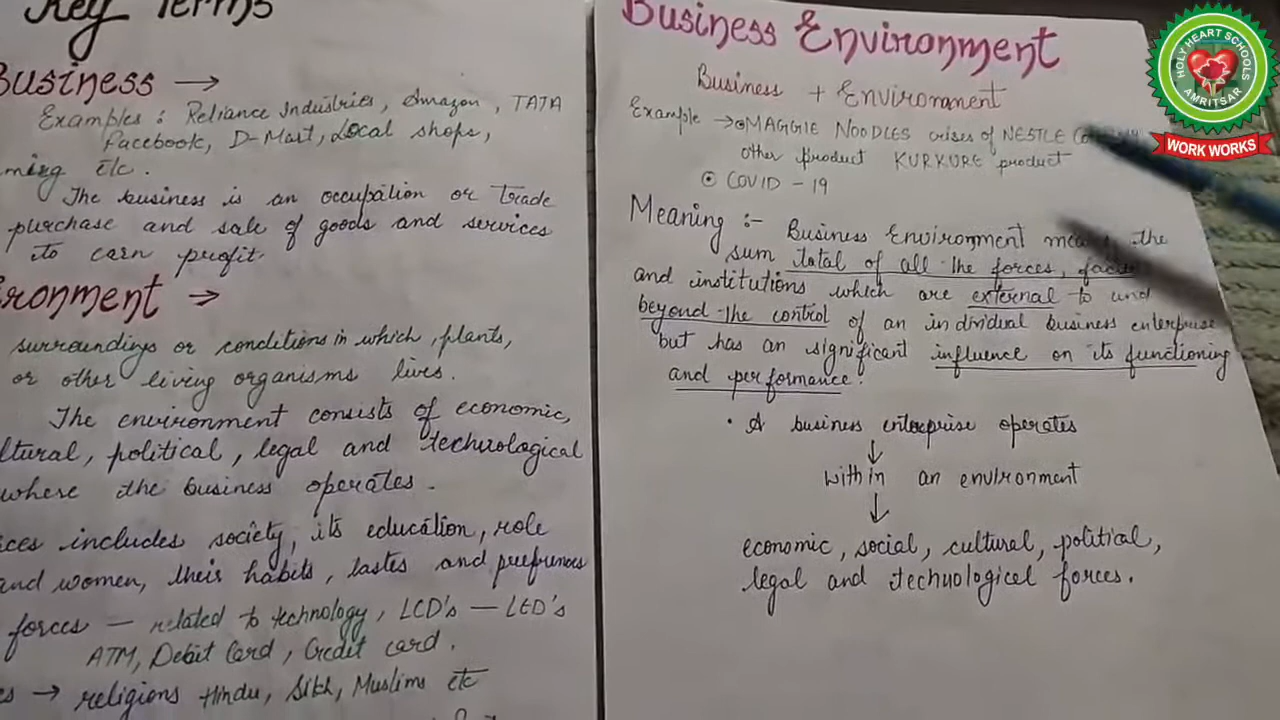 Key Terms
Business →
Examples : Reliance Industries, Amazon, TATA
Facebook, D-Mart, Local shops,
etc.
The business is an occupation or trade
purchase and sale of goods and services
to earn profit.
ronment →
surroundings or conditions in which, plants,
or other living organisms lives.
The environment consists of economic,
ltural, political, legal and technological
where the business operates.
ces includes society, its education, role
and women, their habits, tastes and prefrences
forces — related to technology, LCD's — LED's
ATM, Debit Card, Credit card.
es → religions Hindu, Sikh, Muslims etc
Business Environment
Business + Environment
Example → MAGGIE NOODLES crises of NESTLE
other product KURKURE product
COVID - 19
Meaning :- Business Environment the
sum total of all the forces,
and institutions which are external to and
beyond the control of an individual business enterprise
but has an significant influence on its functioning
and performance.
• A business enterprise operates
↓
within an environment
↓
economic, social, cultural, political,
legal and technological forces.
HOLY HEART SCHOOLS
AMRITSAR
WORK WORKS